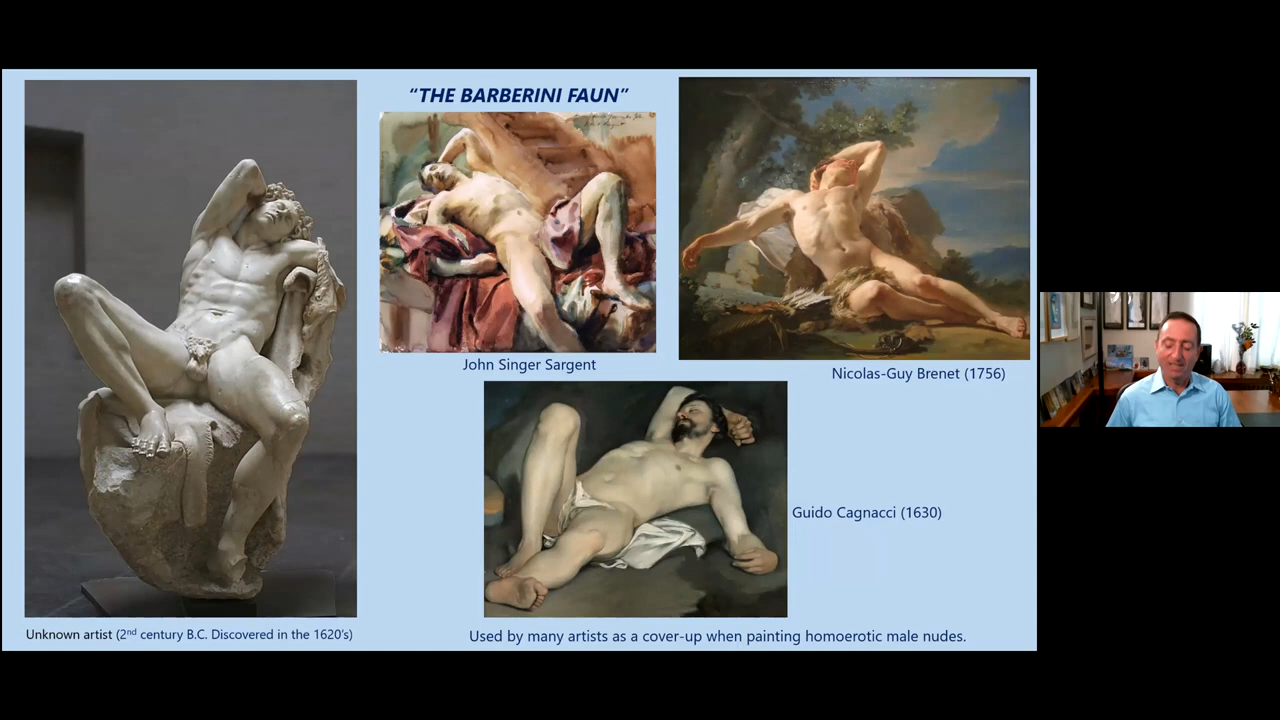 “THE BARBERINI FAUN”
John Singer Sargent
Nicolas-Guy Brenet (1756)
Guido Cagnacci (1630)
Unknown artist (2nd century B.C. Discovered in the 1620's)
Used by many artists as a cover-up when painting homoerotic male nudes.